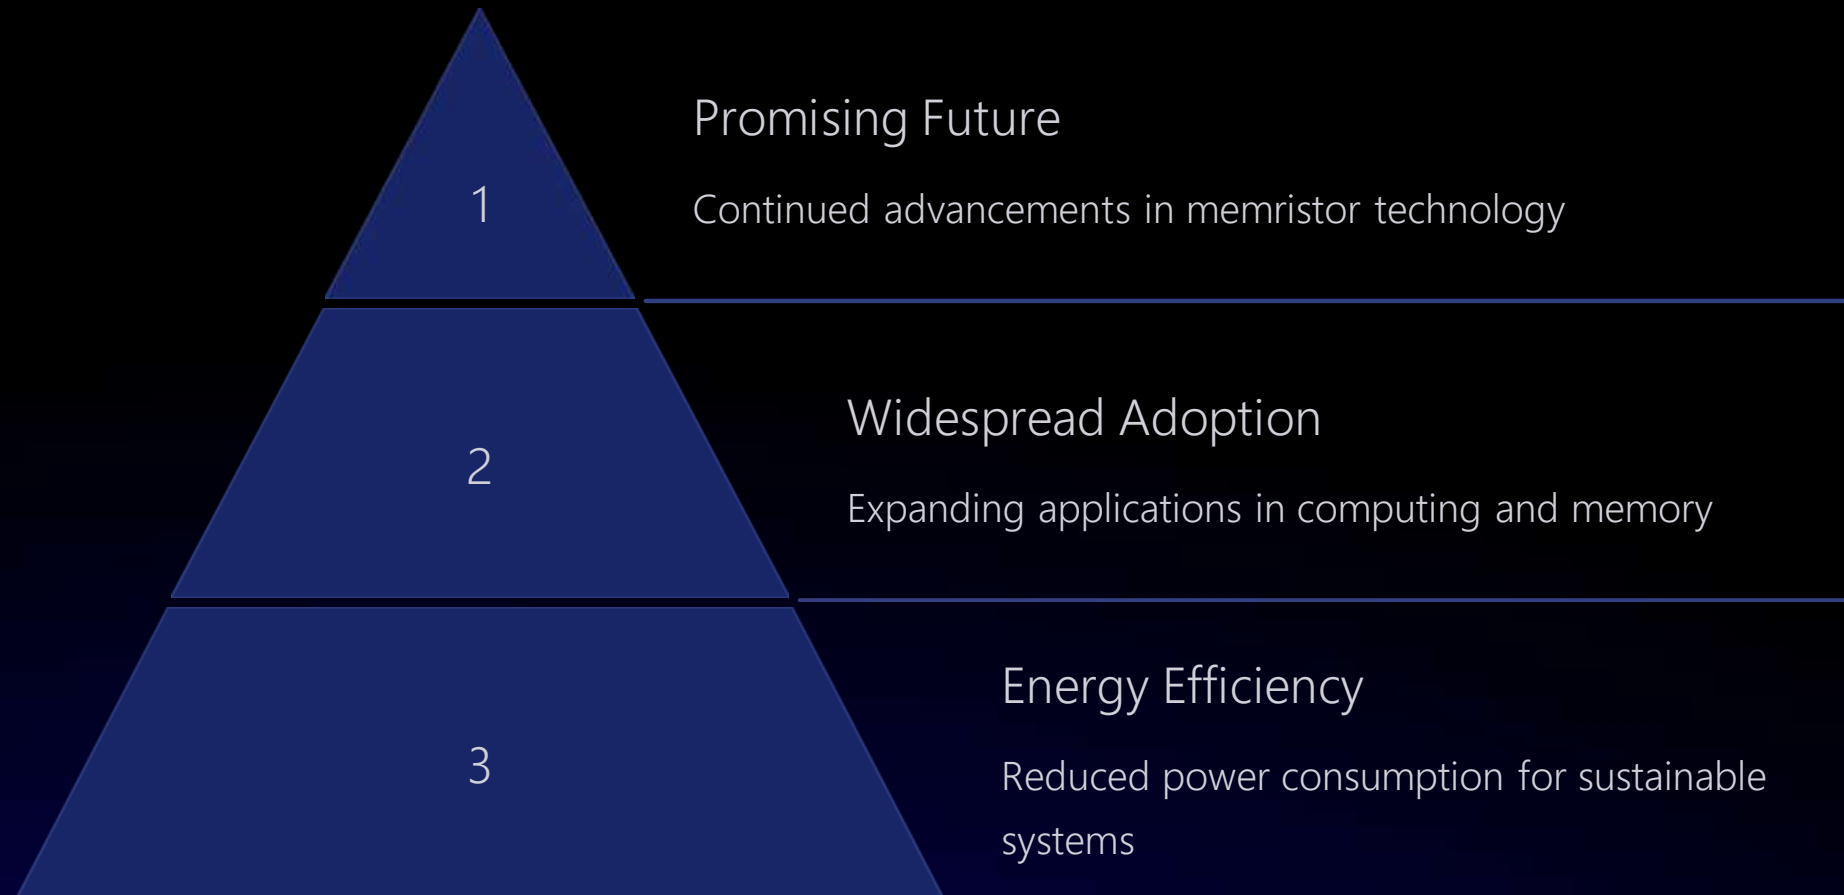 1
Promising Future
Continued advancements in memristor technology
2
Widespread Adoption
Expanding applications in computing and memory
3
Energy Efficiency
Reduced power consumption for sustainable
systems